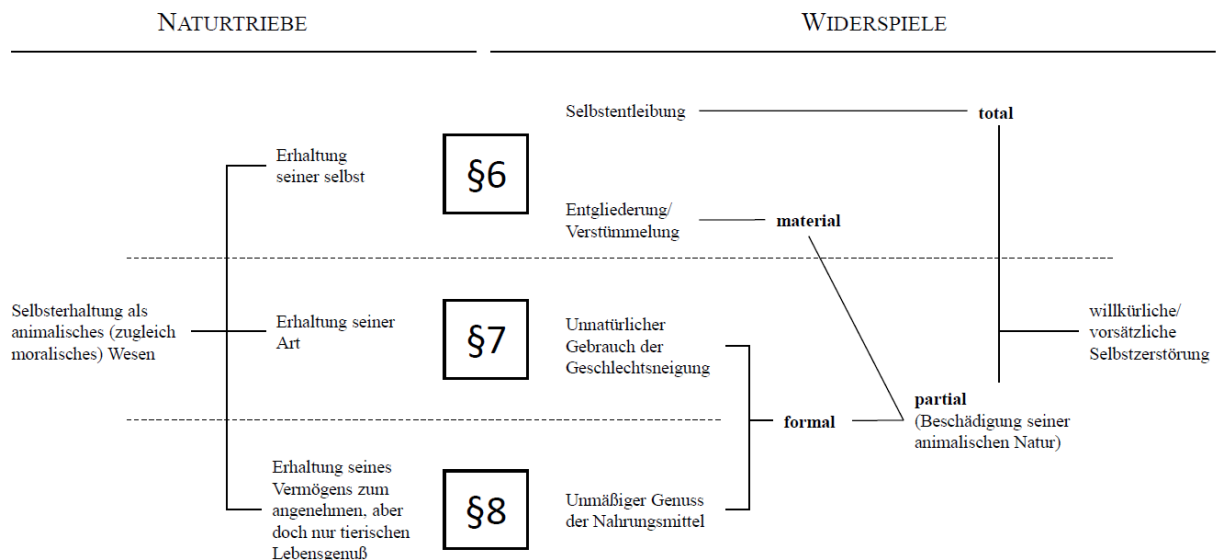 NATURTRIEBE
WIDERSPIELE
Selbstentleibung
total
Erhaltung
seiner selbst
§6
Entgliederung/
Verstümmelung
material
Selbsterhaltung als
animalisches (zugleich
moralisches) Wesen
Erhaltung seiner
Art
§7
Unnatürlicher
Gebrauch der
Geschlechtsneigung
willkürliche/
vorsätzliche
Selbstzerstörung
formal
partial
(Beschädigung seiner
animalischen Natur)
Erhaltung seines
Vermögens zum
angenehmen, aber
doch nur tierischen
Lebensgenuß
§8
Unmäßiger Genuss
der Nahrungsmittel